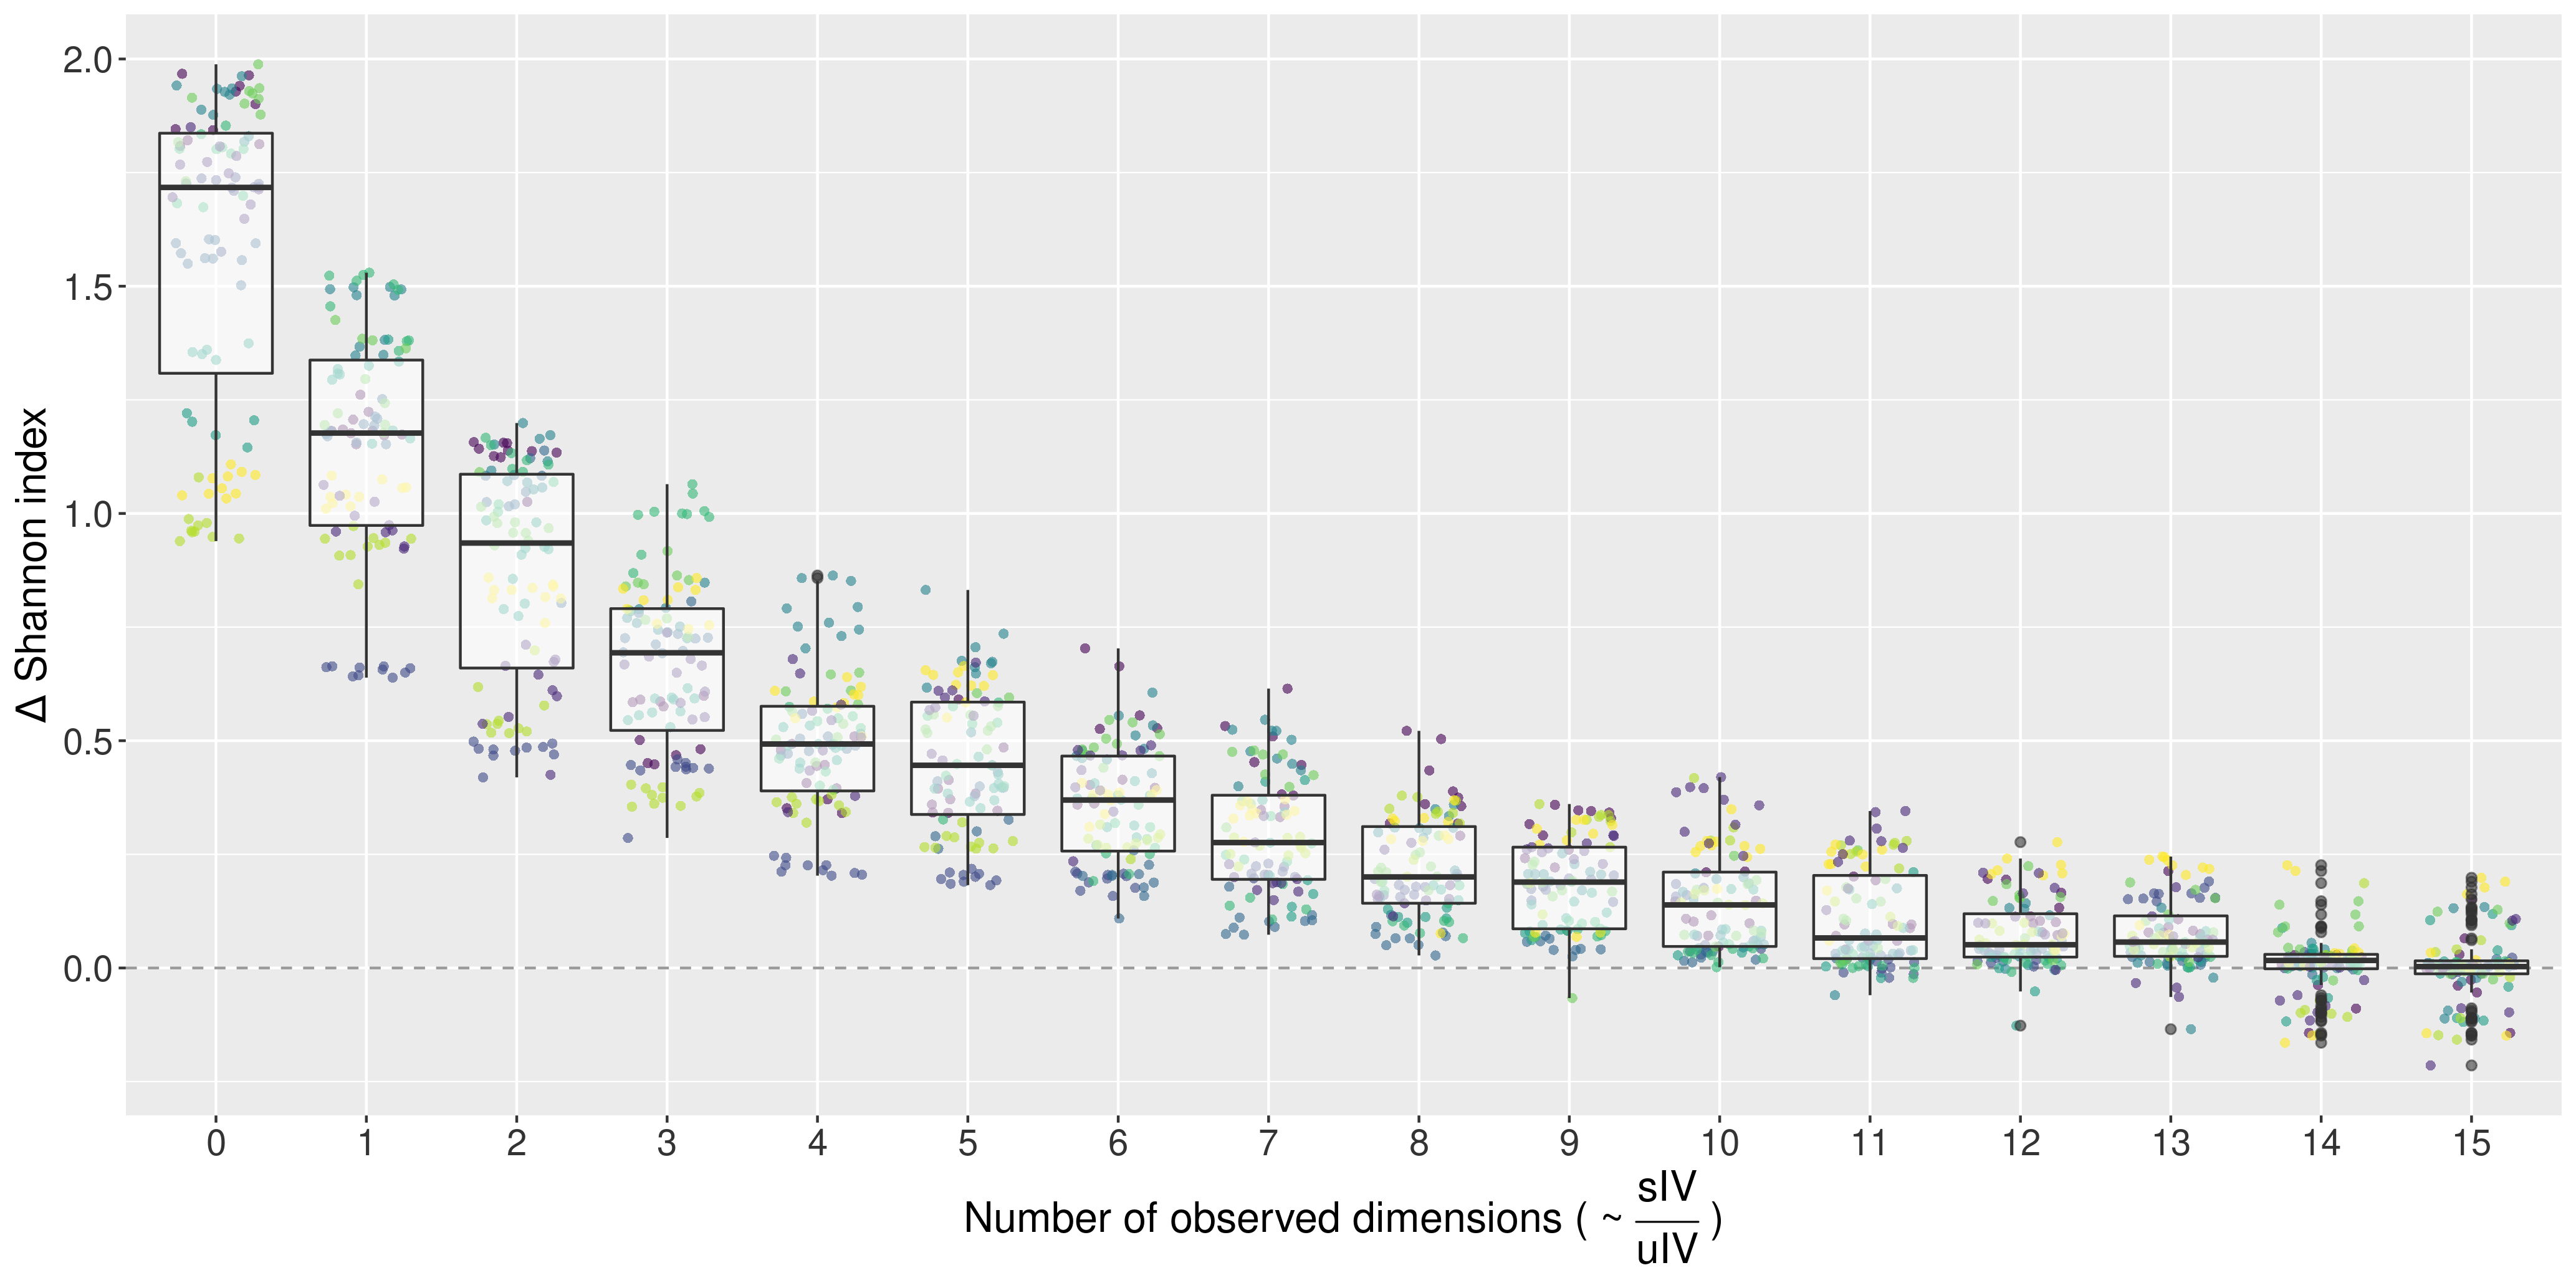 2.0
1.5
1.0
0.5
0.0
Δ Shannon index
0 1 2 3 4 5 6 7 8 9 10 11 12 13 14 15
sIV
Number of observed dimensions ( ~ )
uIV